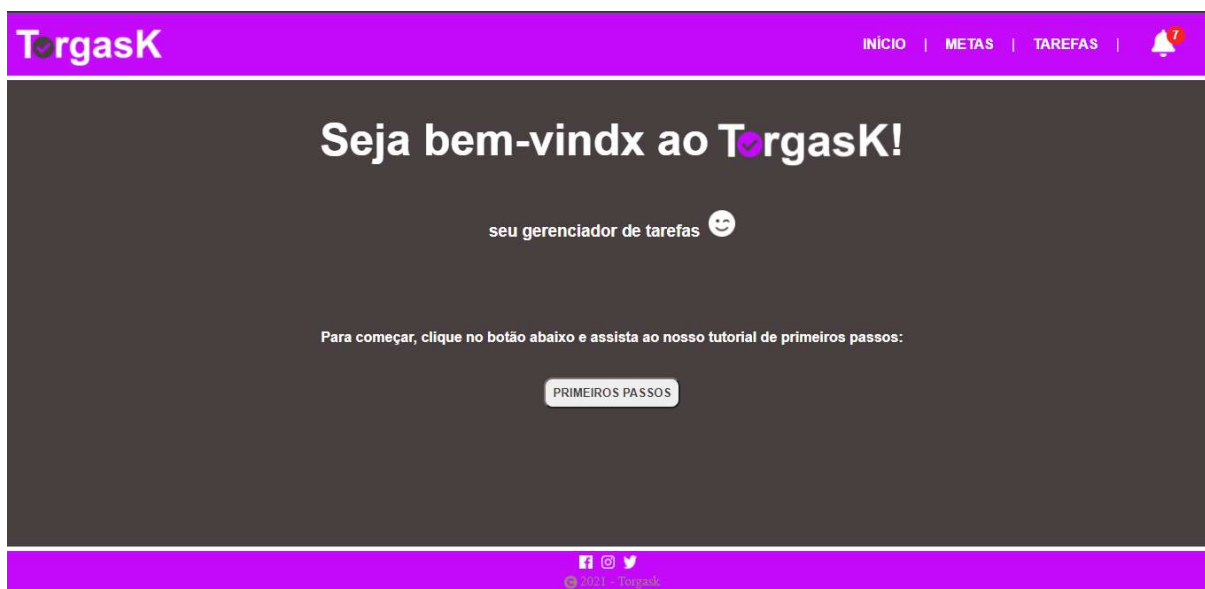 TorgasK
INÍCIO | METAS | TAREFAS | 7
Seja bem-vindx ao TorgasK!
seu gerenciador de tarefas
Para começar, clique no botão abaixo e assista ao nosso tutorial de primeiros passos:
PRIMEIROS PASSOS
© 2021 - Torgask